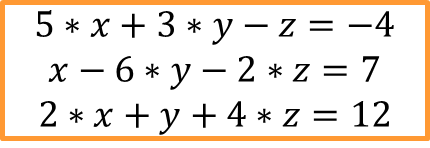 5 ∗ x + 3 ∗ y − z = −4
x − 6 ∗ y − 2 ∗ z = 7
2 ∗ x + y + 4 ∗ z = 12